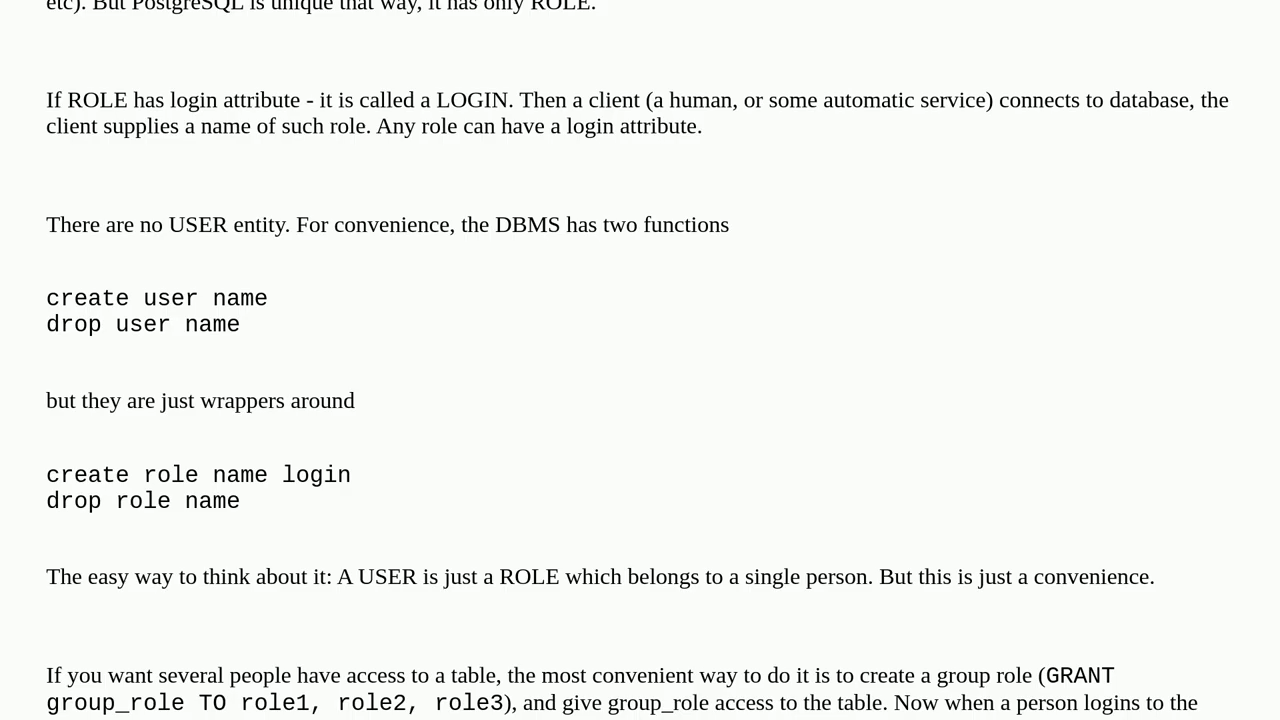 etc). But PostgreSQL is unique that way, it has only ROLE.
If ROLE has login attribute - it is called a LOGIN. Then a client (a human, or some automatic service) connects to database, the
client supplies a name of such role. Any role can have a login attribute.
There are no USER entity. For convenience, the DBMS has two functions
create user name
drop user name
but they are just wrappers around
create role name login
drop role name
The easy way to think about it: A USER is just a ROLE which belongs to a single person. But this is just a convenience.
If you want several people have access to a table, the most convenient way to do it is to create a group role (GRANT
group_role TO role1, role2, role3), and give group_role access to the table. Now when a person logins to the